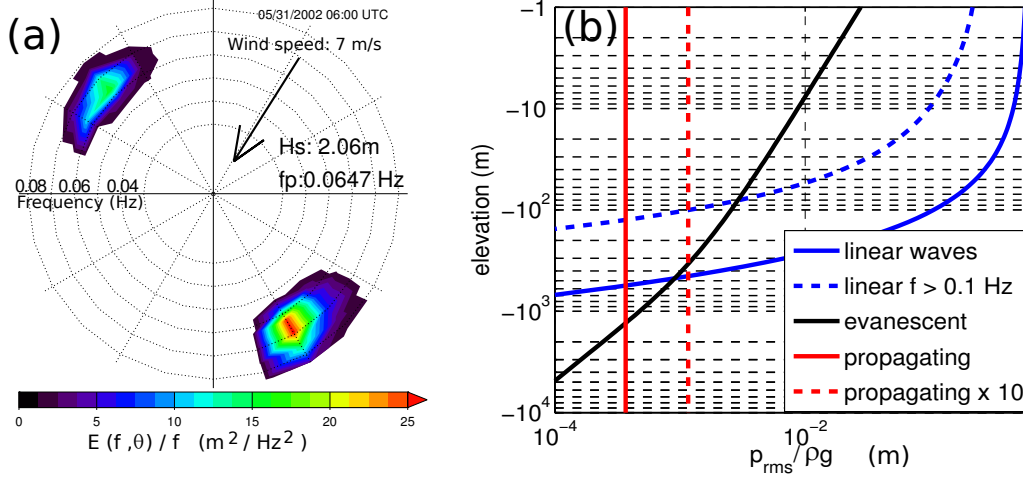 (a)
05/31/2002 06:00 UTC
Wind speed: 7 m/s
Hs: 2.06m
fp:0.0647 Hz
0.08 0.06 0.04
Frequency (Hz)
0 5 10 15 20 25
E (f ,θ) / f (m² / Hz²)
(b)
-1
-10
-10²
-10³
-10⁴
elevation (m)
linear waves
linear f > 0.1 Hz
evanescent
propagating
propagating x 10
10⁻⁴ 10⁻²
p_rms/ρg (m)